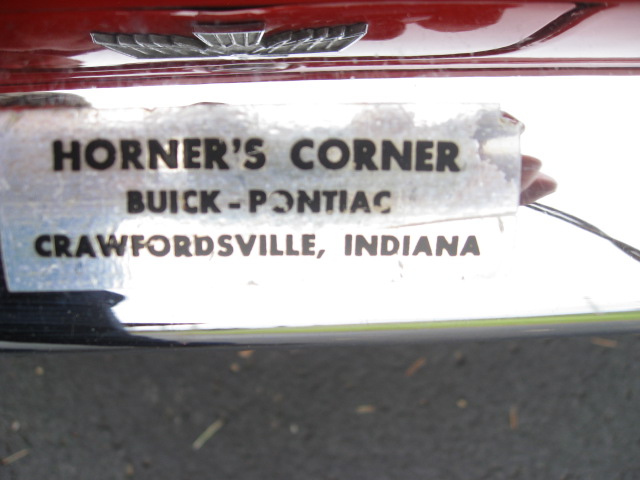 HORNER'S CORNER
BUICK-PONTIAC
CRAWFORDSVILLE, INDIANA